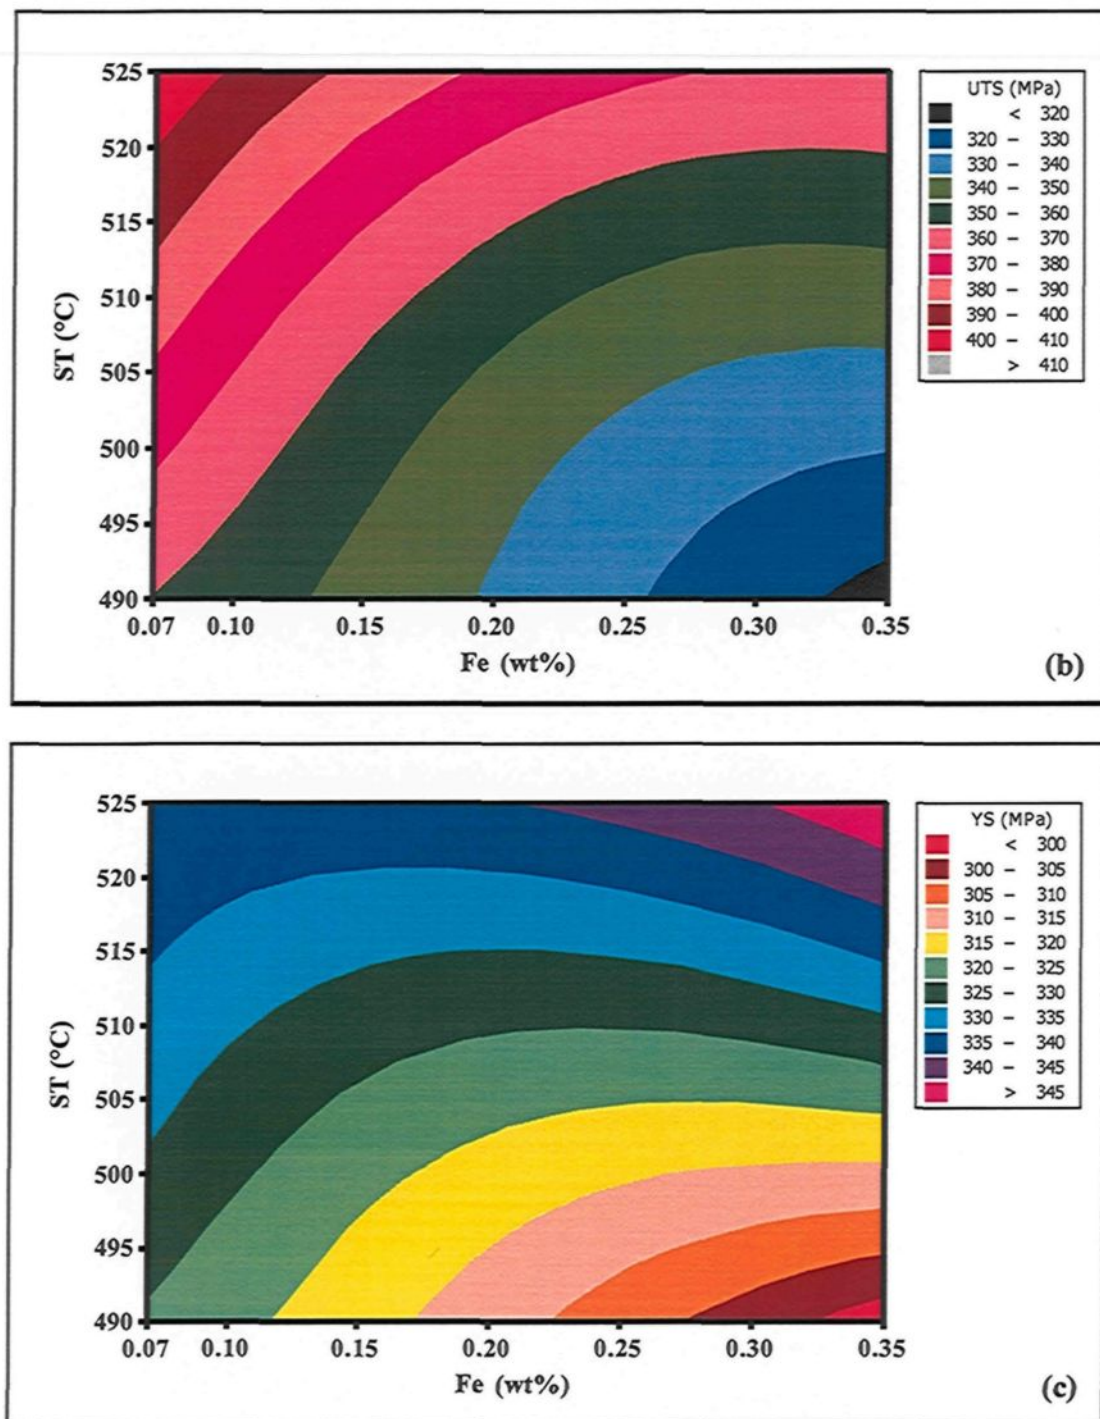 525
520
515
510
505
500
495
490
ST (°C)
0.07 0.10 0.15 0.20 0.25 0.30 0.35
Fe (wt%)
UTS (MPa)
< 320
320 – 330
330 – 340
340 – 350
350 – 360
360 – 370
370 – 380
380 – 390
390 – 400
400 – 410
> 410
(b)
525
520
515
510
505
500
495
490
ST (°C)
0.07 0.10 0.15 0.20 0.25 0.30 0.35
Fe (wt%)
YS (MPa)
< 300
300 – 305
305 – 310
310 – 315
315 – 320
320 – 325
325 – 330
330 – 335
335 – 340
340 – 345
> 345
(c)